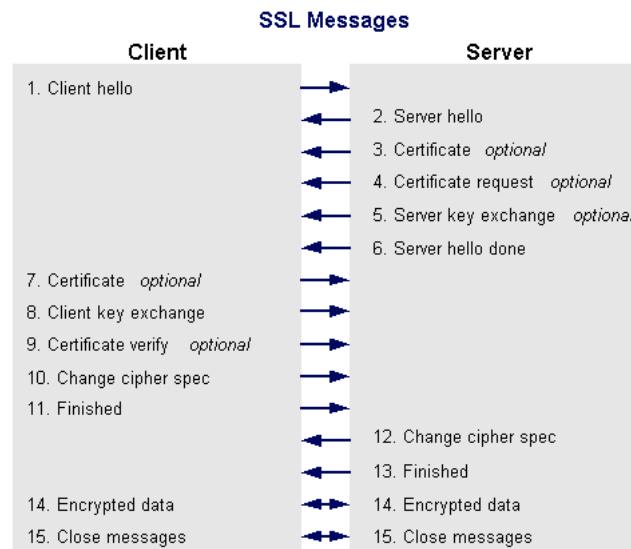 SSL Messages
Client Server
1. Client hello
2. Server hello
3. Certificate optional
4. Certificate request optional
5. Server key exchange optiona
6. Server hello done
7. Certificate optional
8. Client key exchange
9. Certificate verify optional
10. Change cipher spec
11. Finished
12. Change cipher spec
13. Finished
14. Encrypted data 14. Encrypted data
15. Close messages 15. Close messages